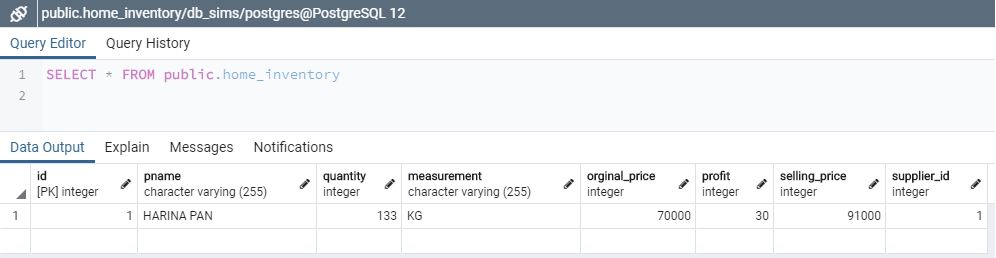 public.home_inventory/db_sims/postgres@PostgreSQL 12
Query Editor Query History
1 SELECT * FROM public.home_inventory
2
Data Output Explain Messages Notifications
id pname quantity measurement orginal_price profit selling_price supplier_id
[PK] integer character varying (255) integer character varying (255) integer integer integer integer
1 1 HARINA PAN 133 KG 70000 30 91000 1